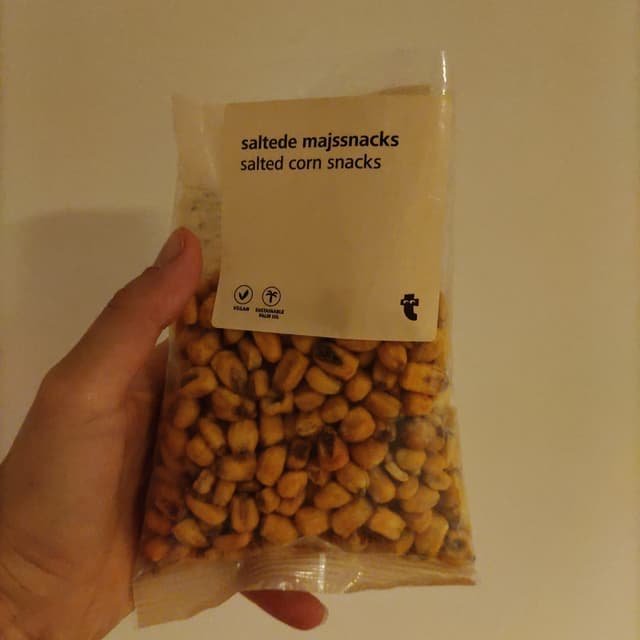 saltede majssnacks
salted corn snacks
VEGAN
SUSTAINABLE
PALM OIL